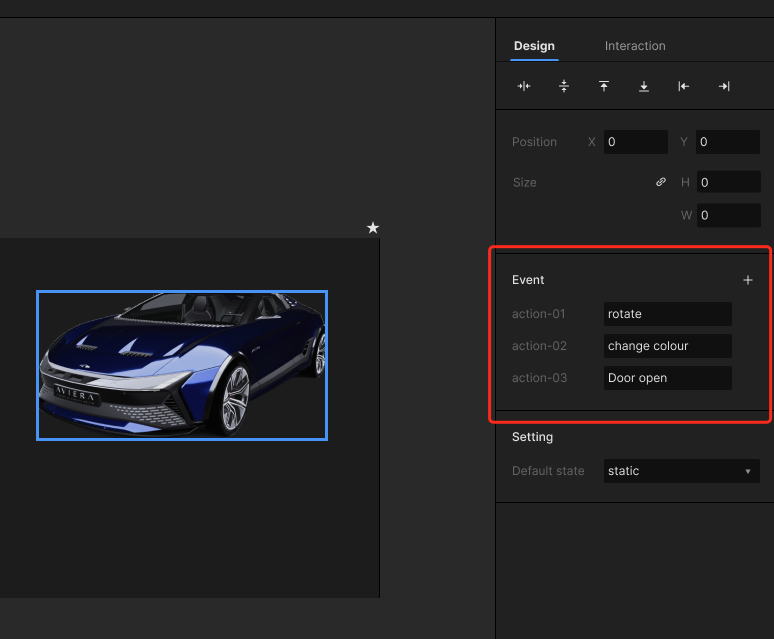 Design Interaction
Position X 0 Y 0
Size H 0
W 0
Event
action-01 rotate
action-02 change colour
action-03 Door open
Setting
Default state static
AVIERA